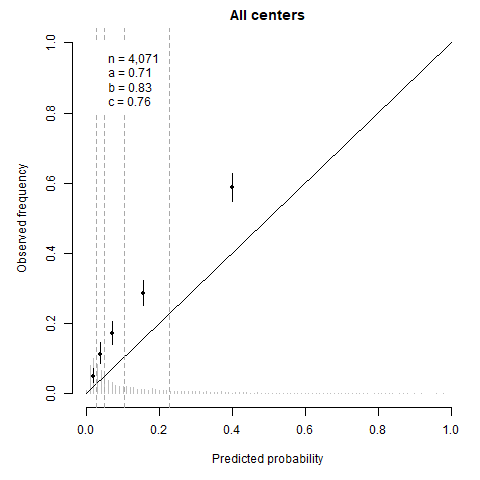 All centers
n = 4,071
a = 0.71
b = 0.83
c = 0.76
Observed frequency
1.0
0.8
0.6
0.4
0.2
0.0
0.0 0.2 0.4 0.6 0.8 1.0
Predicted probability